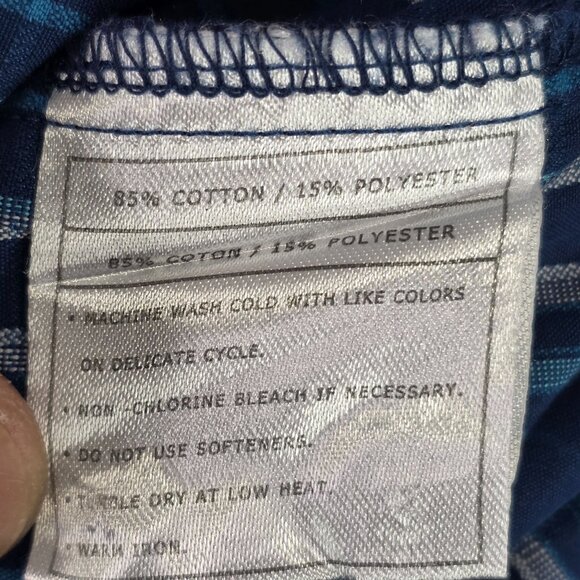 85% COTTON / 15% POLYESTER
85% COTON / 15% POLYESTER
• MACHINE WASH COLD WITH LIKE COLORS
ON DELICATE CYCLE.
• NON -CHLORINE BLEACH IF NECESSARY.
• DO NOT USE SOFTENERS.
• TUMBLE DRY AT LOW HEAT.
• WARM IRON.